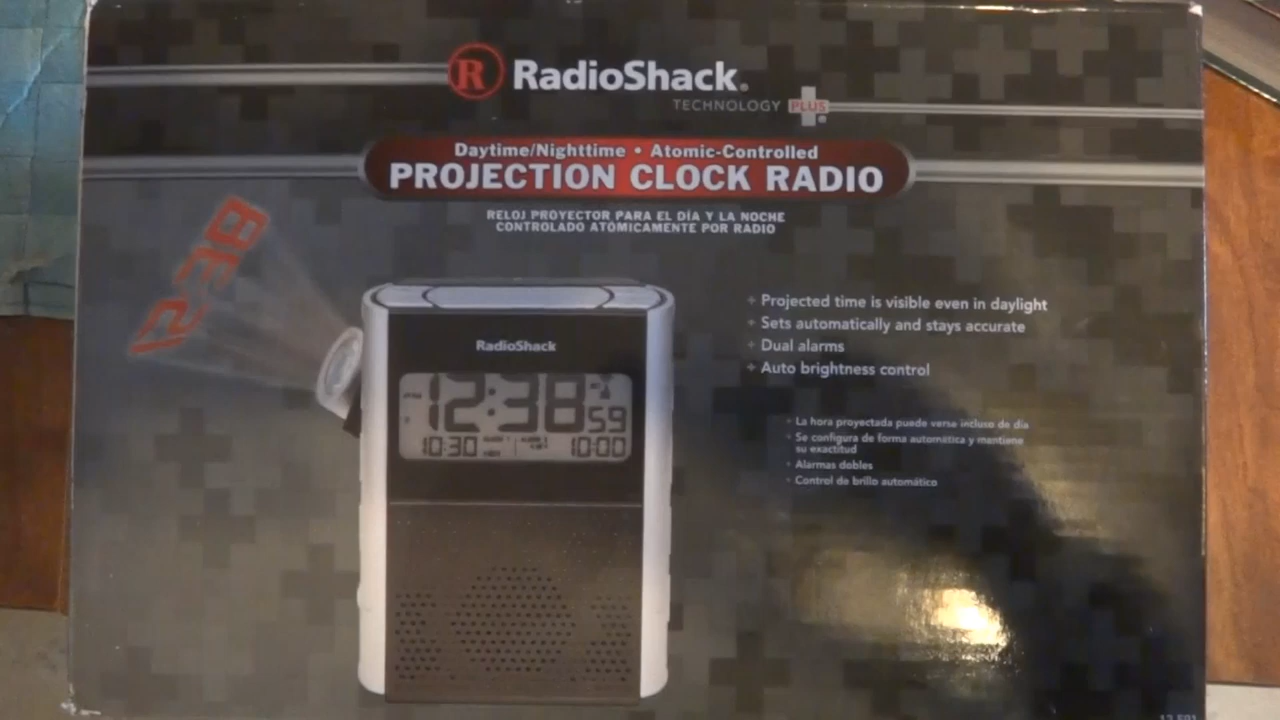 R RadioShack®
TECHNOLOGY PLUS
Daytime/Nighttime • Atomic-Controlled
PROJECTION CLOCK RADIO
RELOJ PROYECTOR PARA EL DÍA Y LA NOCHE
CONTROLADO ATÓMICAMENTE POR RADIO
12:38
+ Projected time is visible even in daylight
+ Sets automatically and stays accurate
+ Dual alarms
+ Auto brightness control
RadioShack
12:38 59
10:30 10:00
+ La hora proyectada puede verse incluso de día
+ Se configura de forma automática y mantiene
su exactitud
+ Alarmas dobles
+ Control de brillo automático